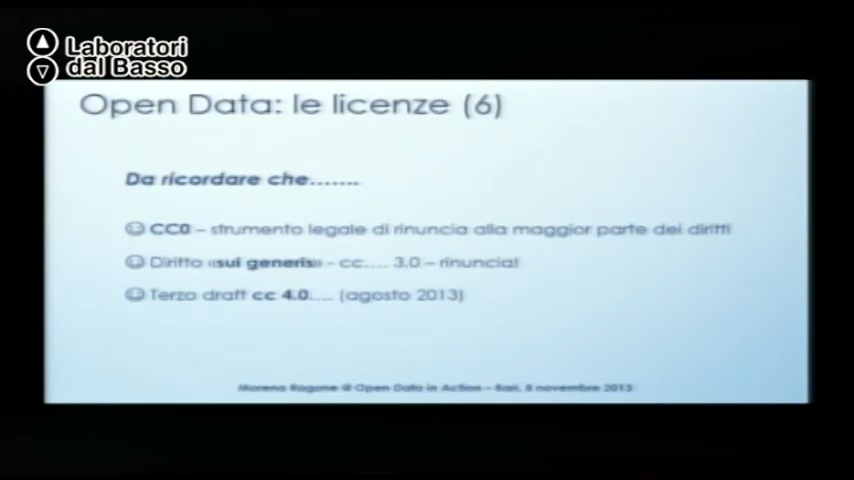 Laboratori
dal Basso
Open Data: le licenze (6)
Da ricordare che.......
CC0 – strumento legale di rinuncia alla maggior parte dei diritti
Diritto «sui generis» - cc.... 3.0 – rinuncia!
Terzo draft cc 4.0.... (agosto 2013)
Morena Ragone @ Open Data in Action – Bari, 8 novembre 2013